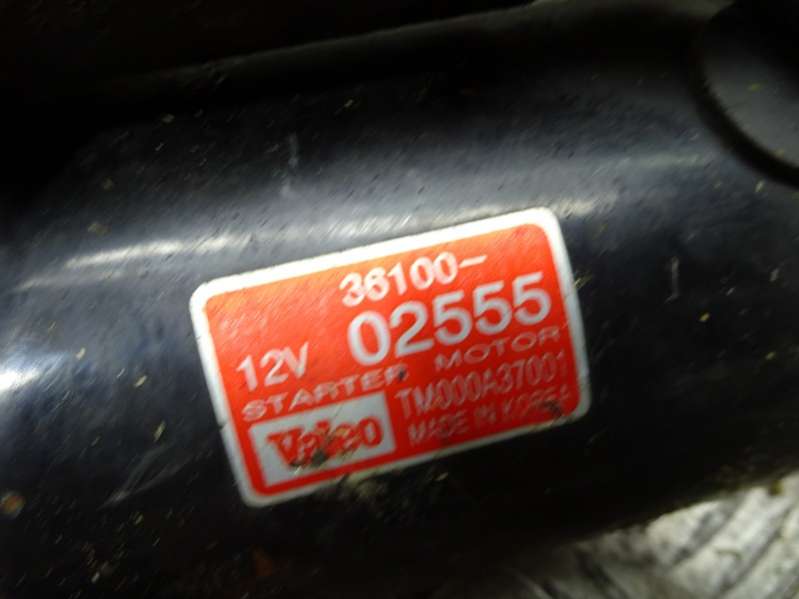 36100-
12V 02555
STARTER MOTOR
Valeo TM000A37001
MADE IN KOREA